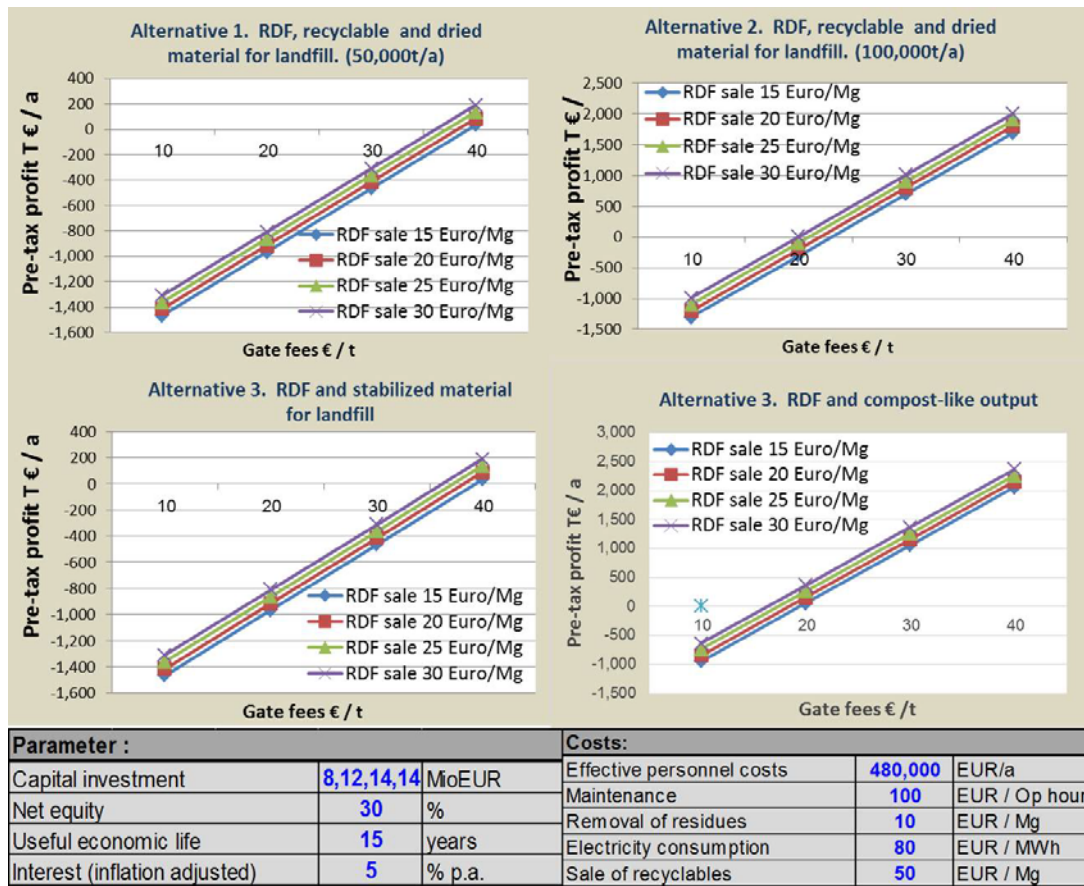 Alternative 1. RDF, recyclable and dried
material for landfill. (50,000t/a)
Pre-tax profit T € / a
400
200
0
-200
-400
-600
-800
-1,000
-1,200
-1,400
-1,600
10 20 30 40
RDF sale 15 Euro/Mg
RDF sale 20 Euro/Mg
RDF sale 25 Euro/Mg
RDF sale 30 Euro/Mg
Gate fees € / t
Alternative 2. RDF, recyclable and dried
material for landfill. (100,000t/a)
Pre-tax profit T € /
2,500
2,000
1,500
1,000
500
0
-500
-1,000
-1,500
RDF sale 15 Euro/Mg
RDF sale 20 Euro/Mg
RDF sale 25 Euro/Mg
RDF sale 30 Euro/Mg
10 20 30 40
Gate fees € / t
Alternative 3. RDF and stabilized material
for landfill
Pre-tax profit T € / a
400
200
0
-200
-400
-600
-800
-1,000
-1,200
-1,400
-1,600
10 20 30 40
RDF sale 15 Euro/Mg
RDF sale 20 Euro/Mg
RDF sale 25 Euro/Mg
RDF sale 30 Euro/Mg
Gate fees € / t
Alternative 3. RDF and compost-like output
Pre-tax profit T€ / a
3,000
2,500
2,000
1,500
1,000
500
0
-500
-1,000
-1,500
RDF sale 15 Euro/Mg
RDF sale 20 Euro/Mg
RDF sale 25 Euro/Mg
RDF sale 30 Euro/Mg
10 20 30 40
Gate fees € /t
Parameter :
Capital investment 8,12,14,14 MioEUR
Net equity 30 %
Useful economic life 15 years
Interest (inflation adjusted) 5 % p.a.
Costs:
Effective personnel costs 480,000 EUR/a
Maintenance 100 EUR / Op hour
Removal of residues 10 EUR / Mg
Electricity consumption 80 EUR / MWh
Sale of recyclables 50 EUR / Mg